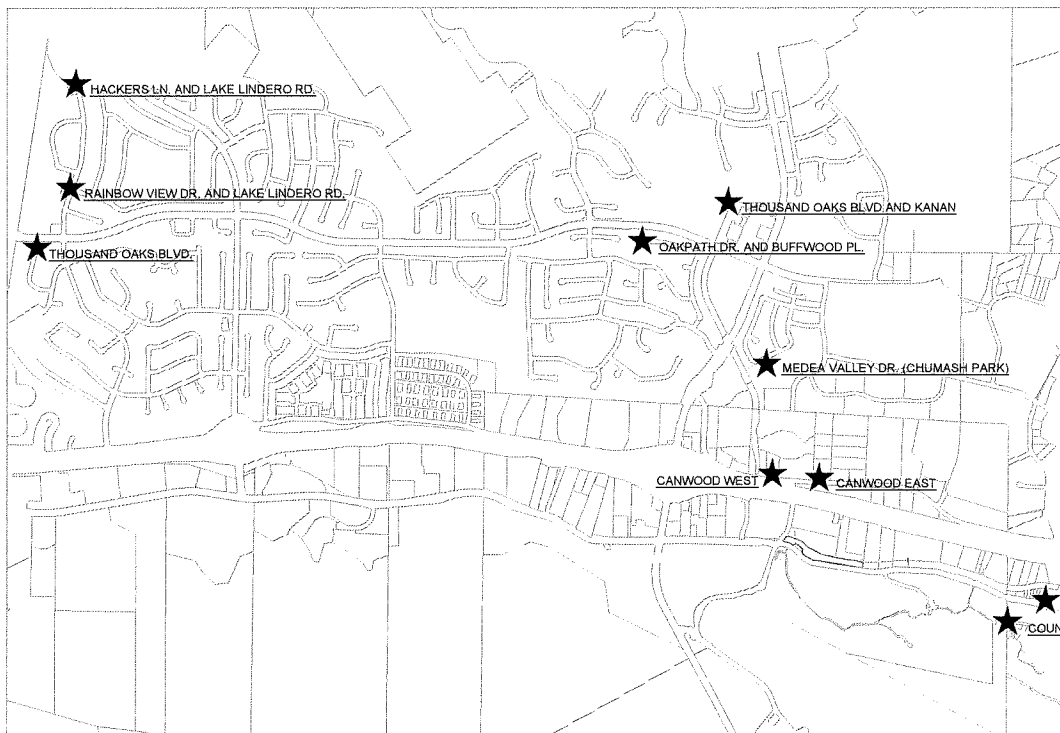 HACKERS LN. AND LAKE LINDERO RD.
RAINBOW VIEW DR, AND LAKE LINDERO RD,
THOUSAND OAKS BLVD AND KANAN
THOUSAND OAKS BLVD.
OAKPATH DR. AND BUFFWOOD PL.
MEDEA VALLEY DR. (CHUMASH PARK)
CANWOOD WEST
CANWOOD EAST
COUN